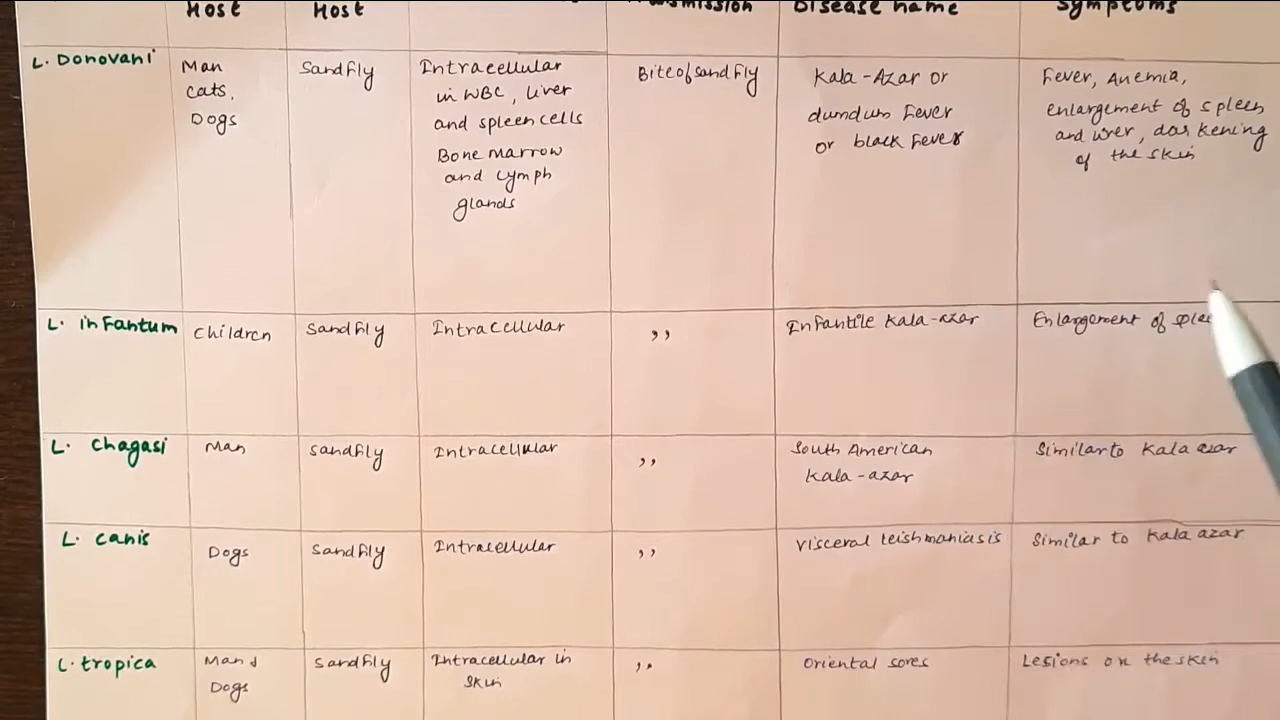 Host Host Disease name Symptoms
L. Donovani Man Cats, Dogs Sandfly Intracellular in WBC, liver and spleen cells Bone marrow and lymph glands Bite of sandfly Kala-Azar or dumdum Fever or black Fever Fever, Anemia, enlargement of spleen and liver, darkening of the skin
L. inFantum Children Sandfly Intracellular ,, Infantile Kala-azar Enlargement of
L. Chagasi Man Sandfly Intracellular ,, South American Kala-azar Similar to Kala azar
L. canis Dogs Sandfly Intracellular ,, Visceral leishmaniasis Similar to Kala azar
L. tropica Man & Dogs Sandfly Intracellular in Skin ,, Oriental sores Lesions on the skin